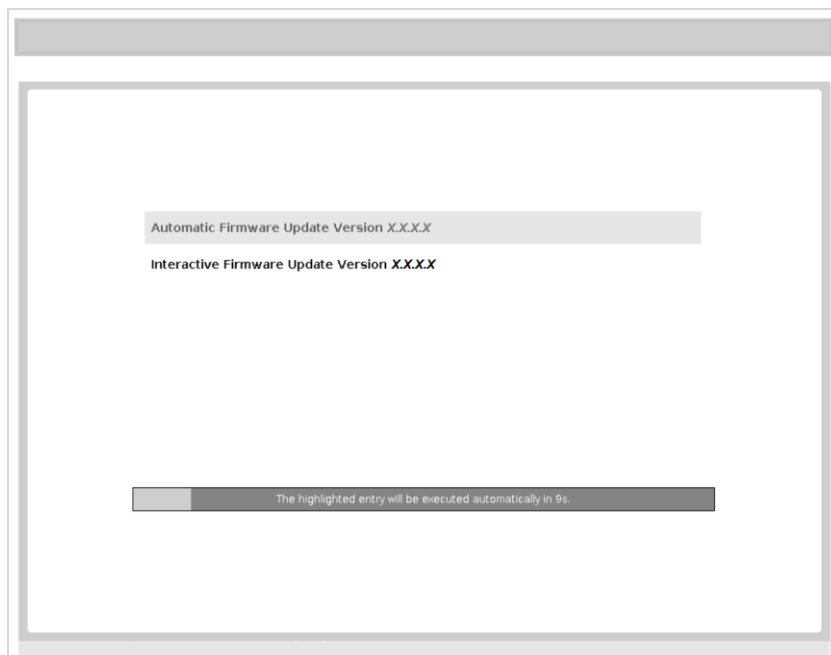 Automatic Firmware Update Version X.X.X.X
Interactive Firmware Update Version X.X.X.X
The highlighted entry will be executed automatically in 9s.